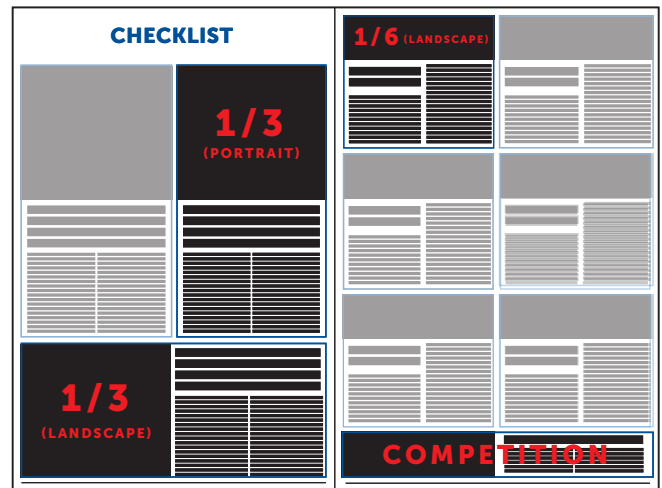 CHECKLIST
1/3
(PORTRAIT)
1/3
(LANDSCAPE)
1/6 (LANDSCAPE)
COMPETITION